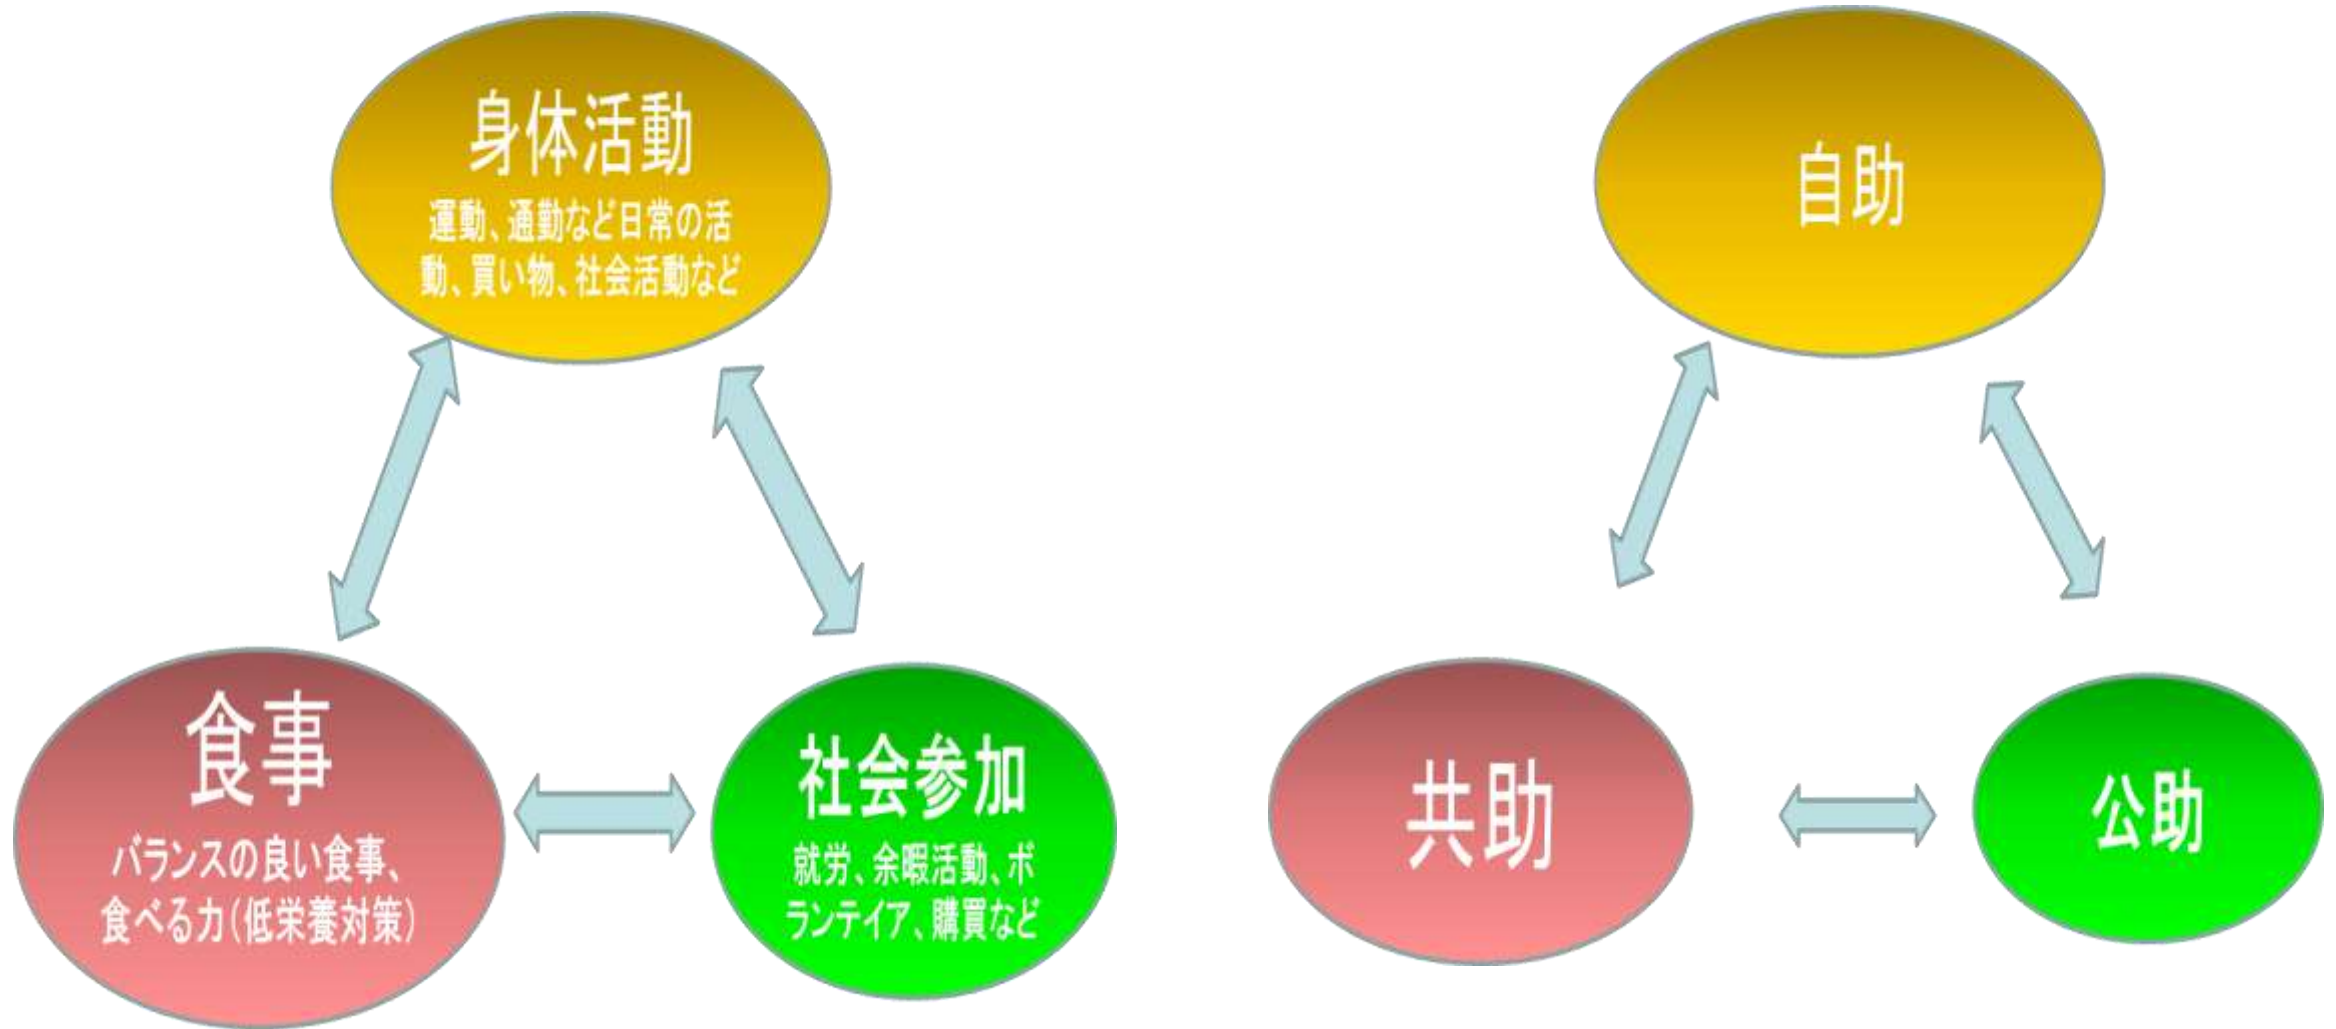 身体活動
運動、通勤など日常の活
動、買い物、社会活動など
食事
バランスの良い食事、
食べる力(低栄養対策)
社会参加
就労、余暇活動、ボ
ランテイア、購買など
自助
共助
公助